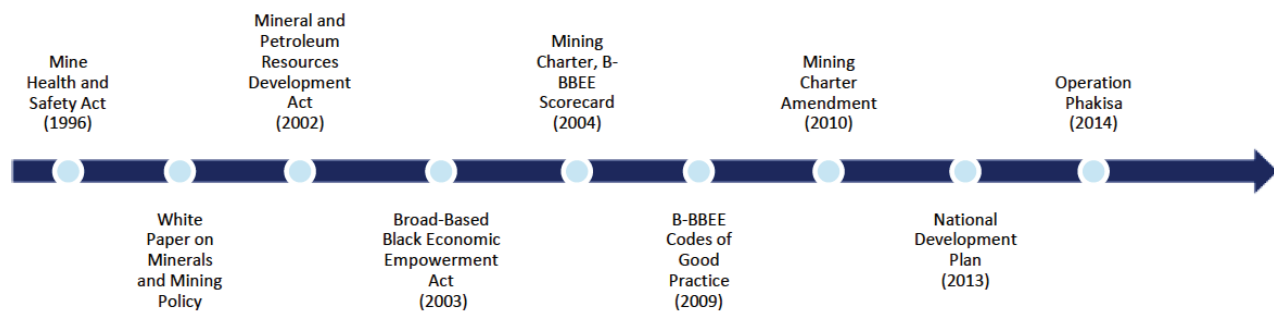 Mine
Health and
Safety Act
(1996)
White
Paper on
Minerals
and Mining
Policy
Mineral and
Petroleum
Resources
Development
Act
(2002)
Broad-Based
Black Economic
Empowerment
Act
(2003)
Mining
Charter, B-
BBEE
Scorecard
(2004)
B-BBEE
Codes of
Good
Practice
(2009)
Mining
Charter
Amendment
(2010)
National
Development
Plan
(2013)
Operation
Phakisa
(2014)